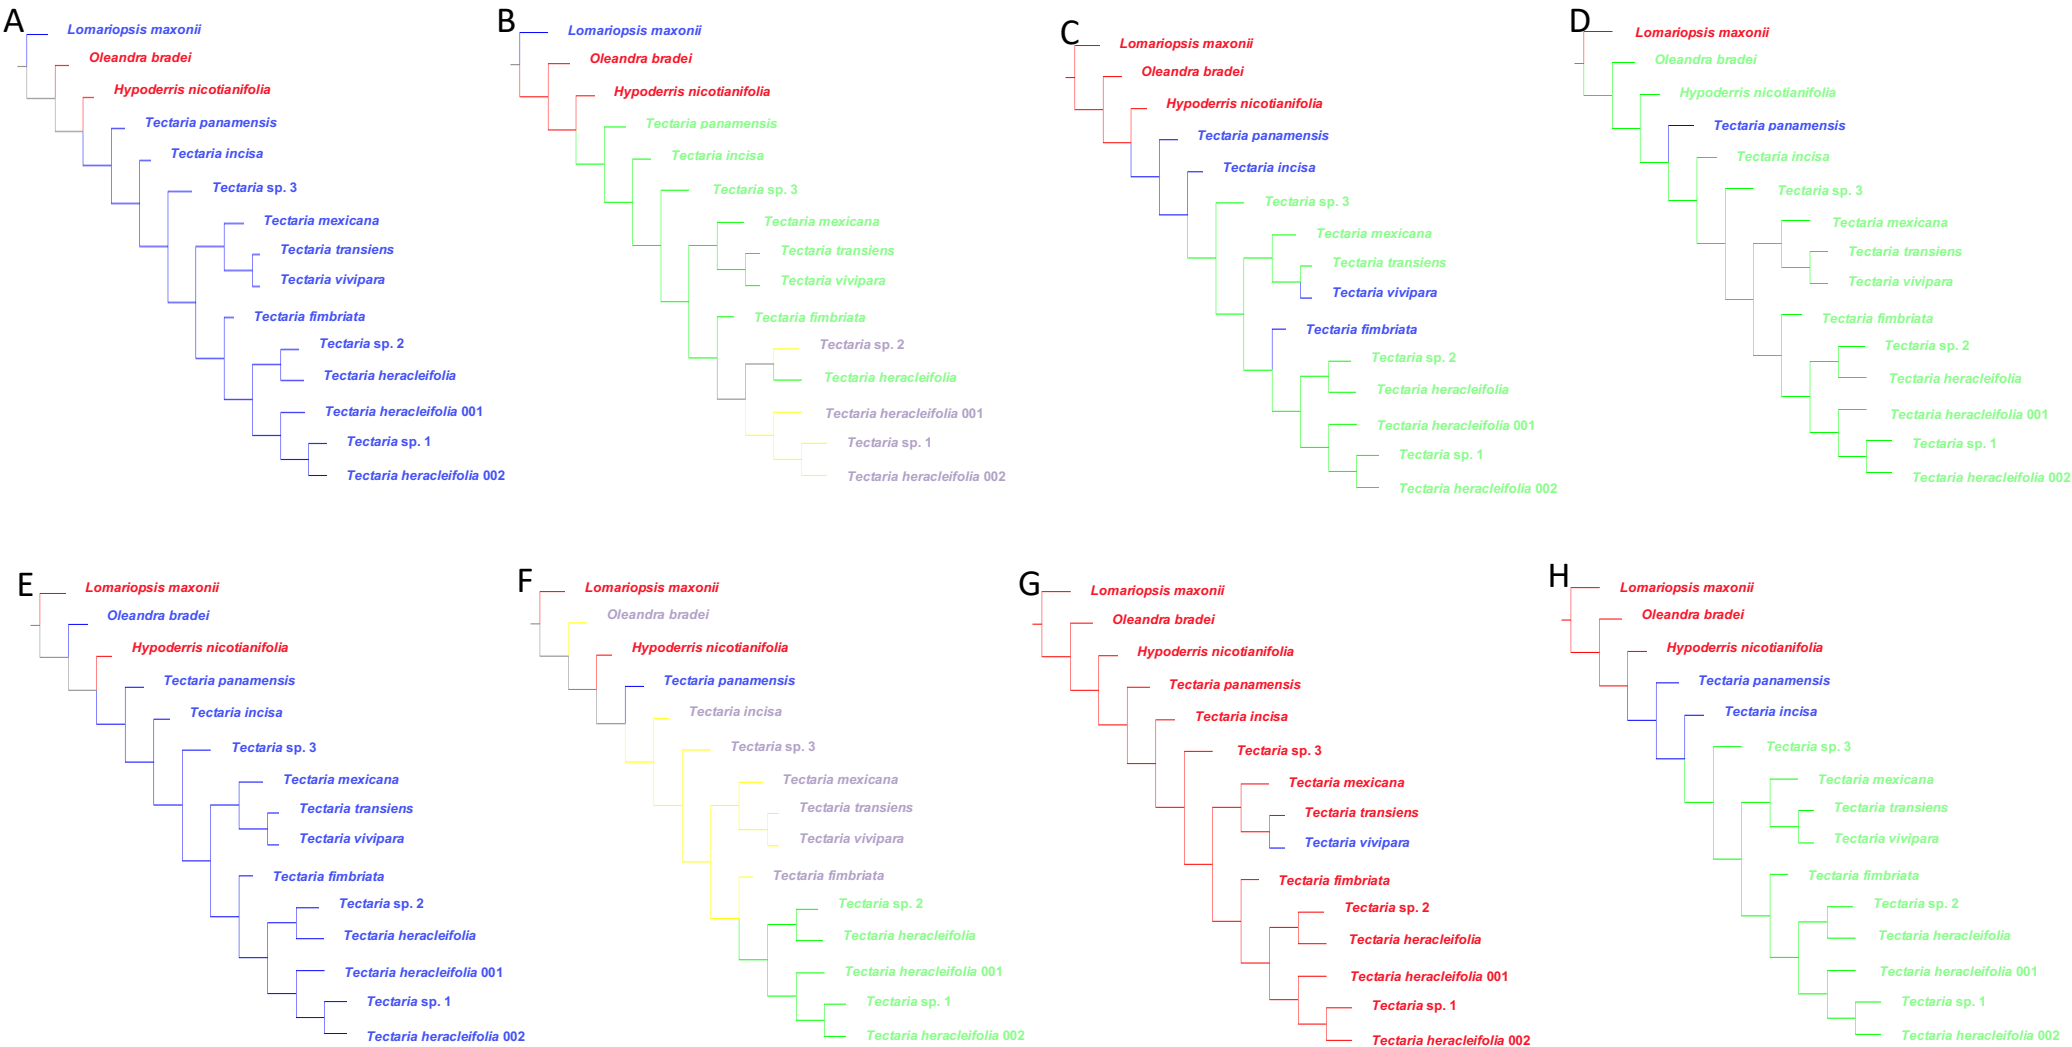 A
Lomariopsis maxonii
Oleandra bradei
Hypoderris nicotianifolia
Tectaria panamensis
Tectaria incisa
Tectaria sp. 3
Tectaria mexicana
Tectaria transiens
Tectaria vivipara
Tectaria fimbriata
Tectaria sp. 2
Tectaria heracleifolia
Tectaria heracleifolia 001
Tectaria sp. 1
Tectaria heracleifolia 002
B
Lomariopsis maxonii
Oleandra bradei
Hypoderris nicotianifolia
Tectaria panamensis
Tectaria incisa
Tectaria sp. 3
Tectaria mexicana
Tectaria transiens
Tectaria vivipara
Tectaria fimbriata
Tectaria sp. 2
Tectaria heracleifolia
Tectaria heracleifolia 001
Tectaria sp. 1
Tectaria heracleifolia 002
C
Lomariopsis maxonii
Oleandra bradei
Hypoderris nicotianifolia
Tectaria panamensis
Tectaria incisa
Tectaria sp. 3
Tectaria mexicana
Tectaria transiens
Tectaria vivipara
Tectaria fimbriata
Tectaria sp. 2
Tectaria heracleifolia
Tectaria heracleifolia 001
Tectaria sp. 1
Tectaria heracleifolia 002
D
Lomariopsis maxonii
Oleandra bradei
Hypoderris nicotianifolia
Tectaria panamensis
Tectaria incisa
Tectaria sp. 3
Tectaria mexicana
Tectaria transiens
Tectaria vivipara
Tectaria fimbriata
Tectaria sp. 2
Tectaria heracleifolia
Tectaria heracleifolia 001
Tectaria sp. 1
Tectaria heracleifolia 002
E
Lomariopsis maxonii
Oleandra bradei
Hypoderris nicotianifolia
Tectaria panamensis
Tectaria incisa
Tectaria sp. 3
Tectaria mexicana
Tectaria transiens
Tectaria vivipara
Tectaria fimbriata
Tectaria sp. 2
Tectaria heracleifolia
Tectaria heracleifolia 001
Tectaria sp. 1
Tectaria heracleifolia 002
F
Lomariopsis maxonii
Oleandra bradei
Hypoderris nicotianifolia
Tectaria panamensis
Tectaria incisa
Tectaria sp. 3
Tectaria mexicana
Tectaria transiens
Tectaria vivipara
Tectaria fimbriata
Tectaria sp. 2
Tectaria heracleifolia
Tectaria heracleifolia 001
Tectaria sp. 1
Tectaria heracleifolia 002
G
Lomariopsis maxonii
Oleandra bradei
Hypoderris nicotianifolia
Tectaria panamensis
Tectaria incisa
Tectaria sp. 3
Tectaria mexicana
Tectaria transiens
Tectaria vivipara
Tectaria fimbriata
Tectaria sp. 2
Tectaria heracleifolia
Tectaria heracleifolia 001
Tectaria sp. 1
Tectaria heracleifolia 002
H
Lomariopsis maxonii
Oleandra bradei
Hypoderris nicotianifolia
Tectaria panamensis
Tectaria incisa
Tectaria sp. 3
Tectaria mexicana
Tectaria transiens
Tectaria vivipara
Tectaria fimbriata
Tectaria sp. 2
Tectaria heracleifolia
Tectaria heracleifolia 001
Tectaria sp. 1
Tectaria heracleifolia 002